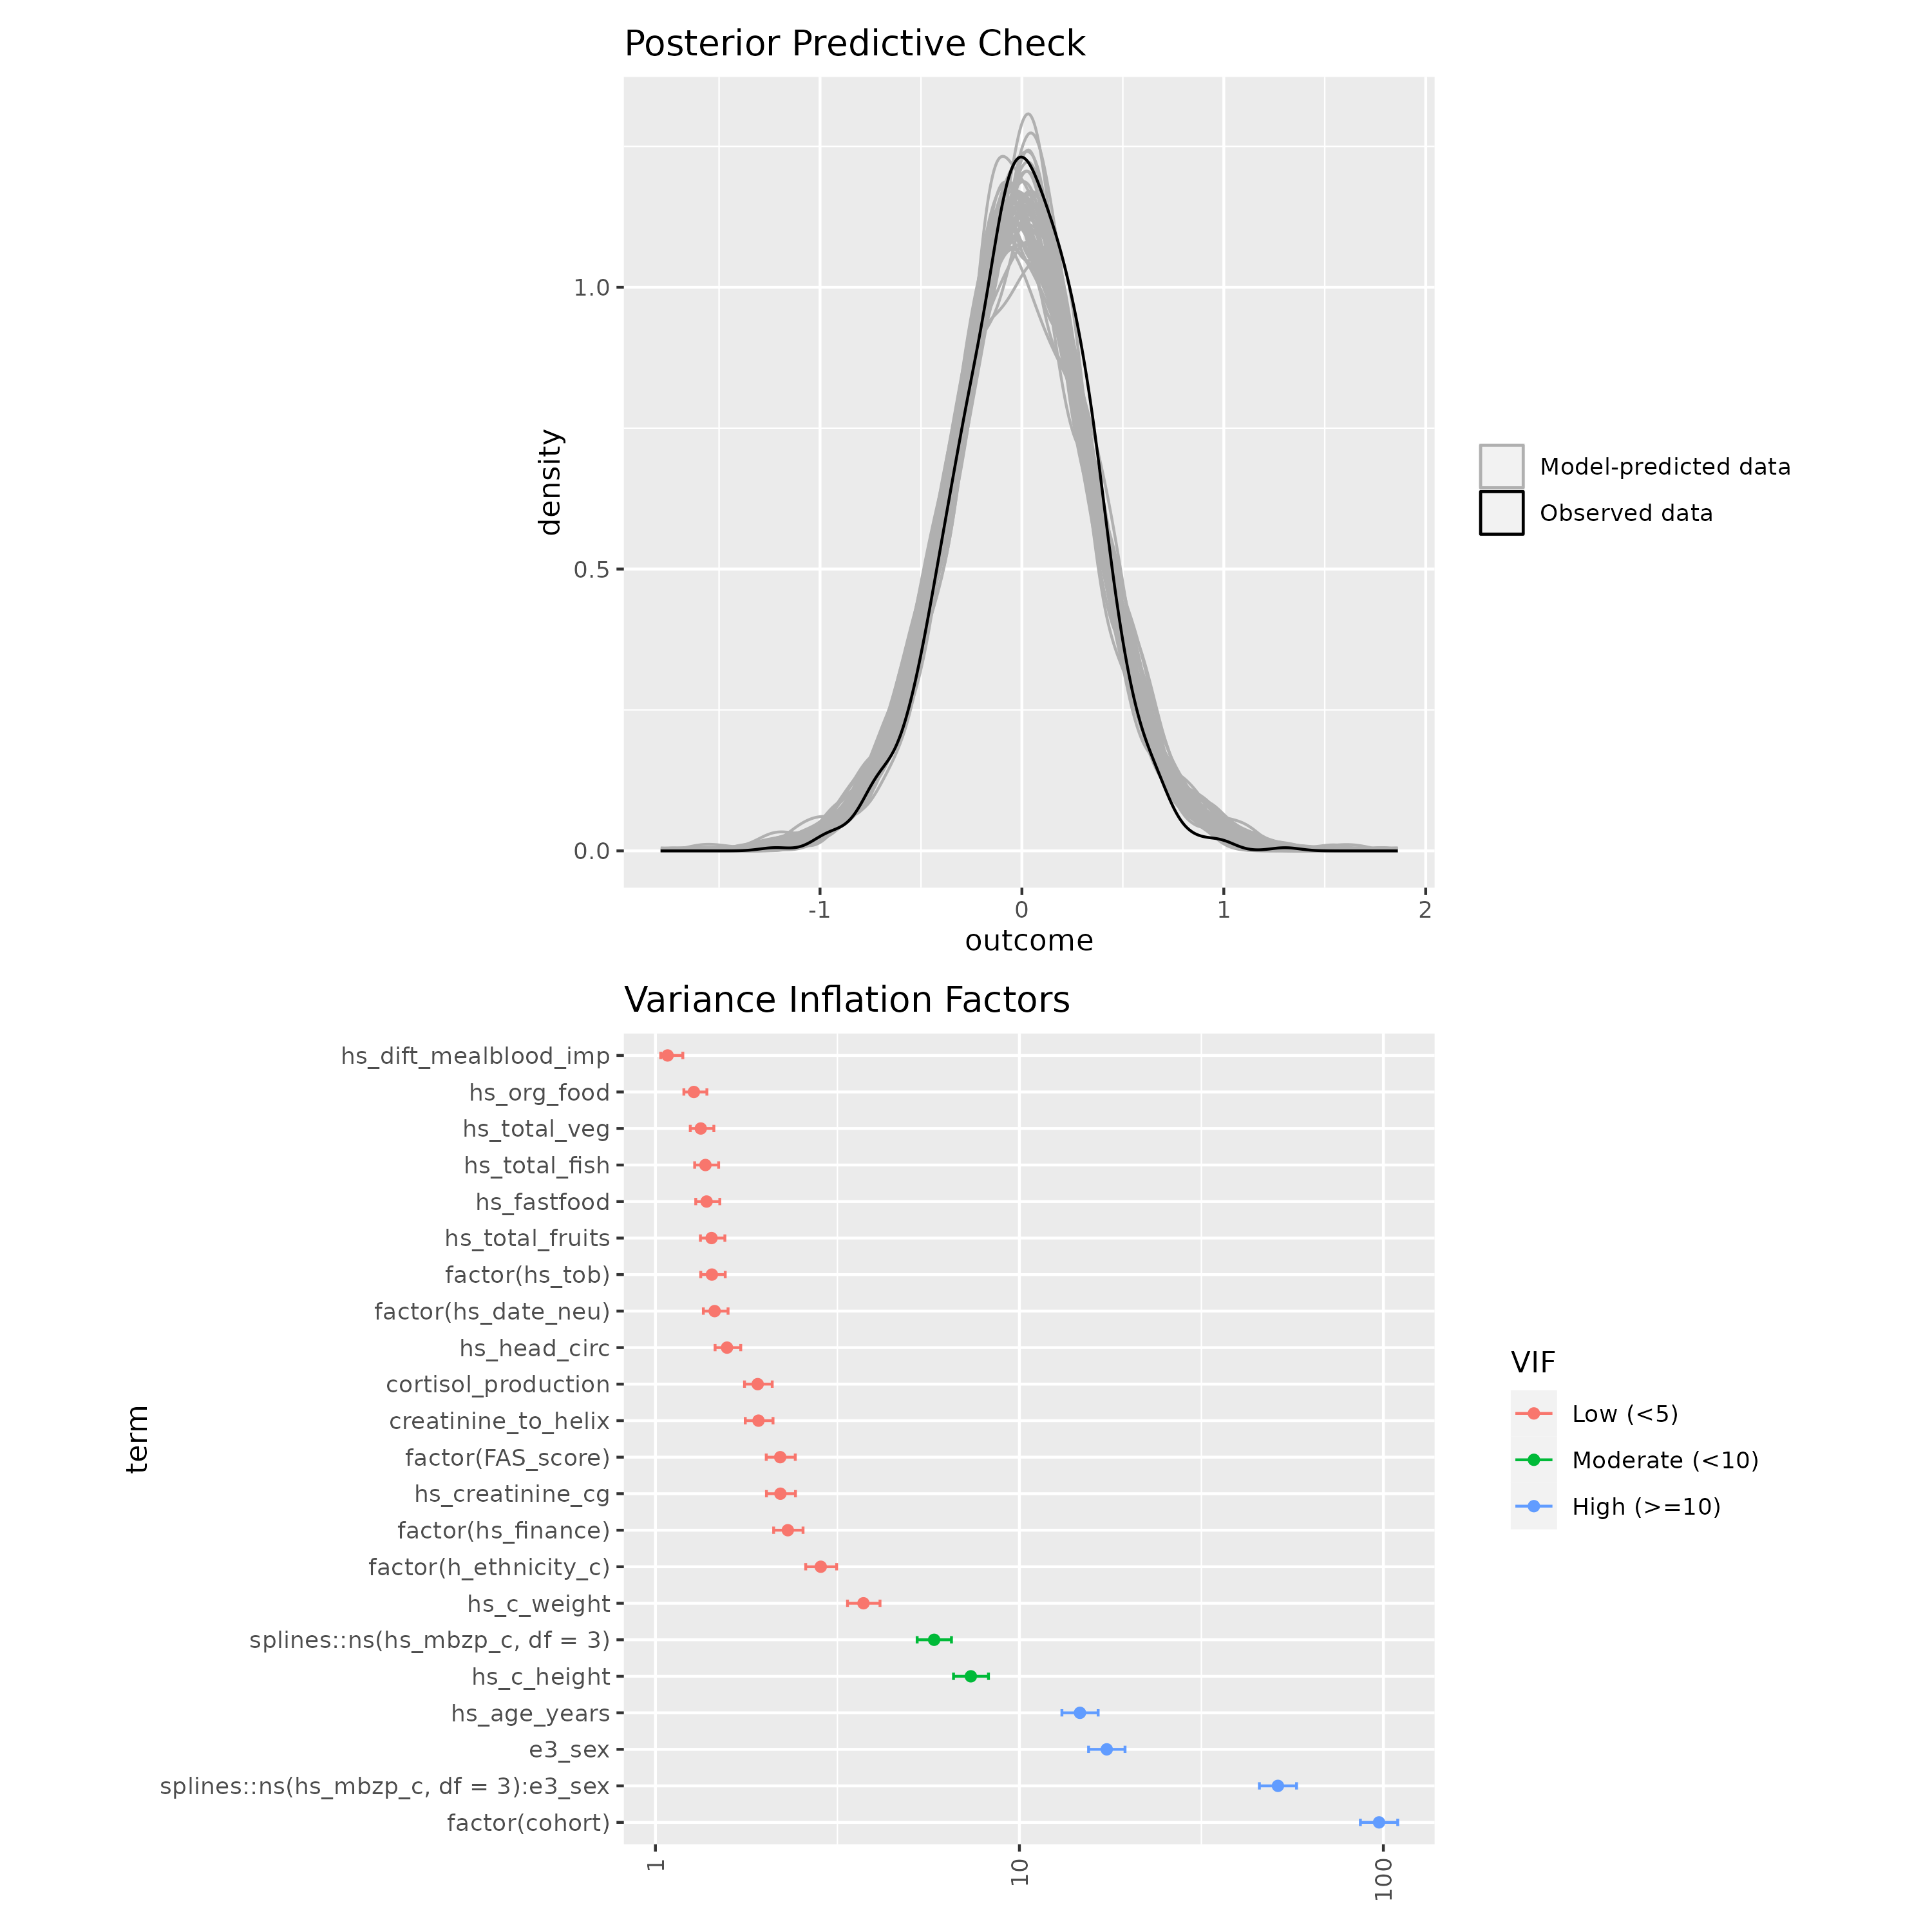 Posterior Predictive Check
density
1.0
0.5
0.0
-1 0 1 2
outcome
Model-predicted data
Observed data
Variance Inflation Factors
term
hs_dift_mealblood_imp
hs_org_food
hs_total_veg
hs_total_fish
hs_fastfood
hs_total_fruits
factor(hs_tob)
factor(hs_date_neu)
hs_head_circ
cortisol_production
creatinine_to_helix
factor(FAS_score)
hs_creatinine_cg
factor(hs_finance)
factor(h_ethnicity_c)
hs_c_weight
splines::ns(hs_mbzp_c, df = 3)
hs_c_height
hs_age_years
e3_sex
splines::ns(hs_mbzp_c, df = 3):e3_sex
factor(cohort)
1 10 100
VIF
Low (<5)
Moderate (<10)
High (>=10)